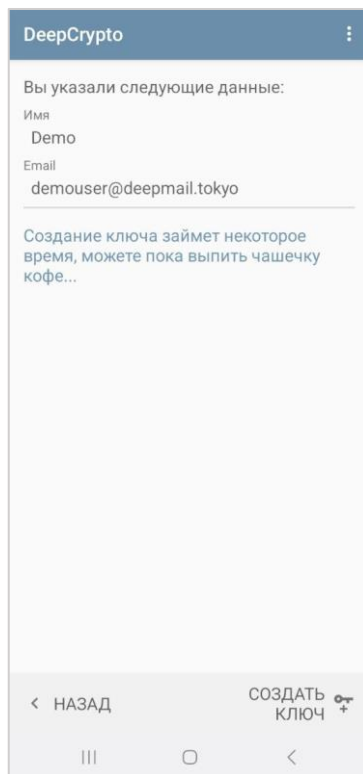 DeepCrypto
Вы указали следующие данные:
Имя
Demo
Email
demouser@deepmail.tokyo
Создание ключа займет некоторое
время, можете пока выпить чашечку
кофе...
НАЗАД
СОЗДАТЬ
КЛЮЧ